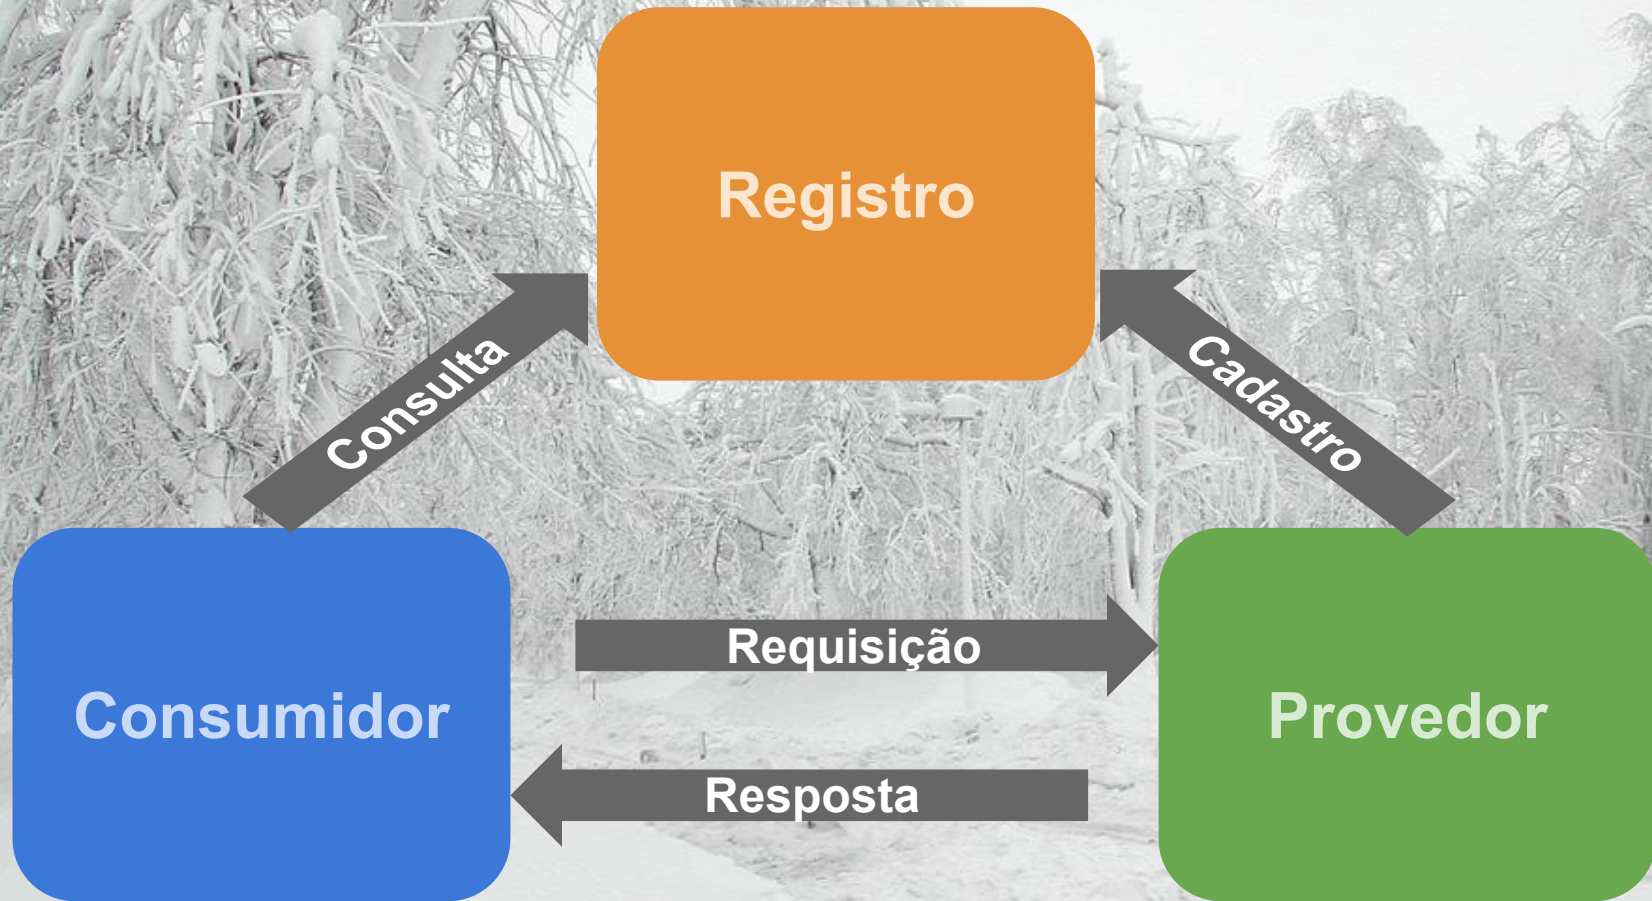 Registro
Consulta
Cadastro
Consumidor
Requisição
Provedor
Resposta